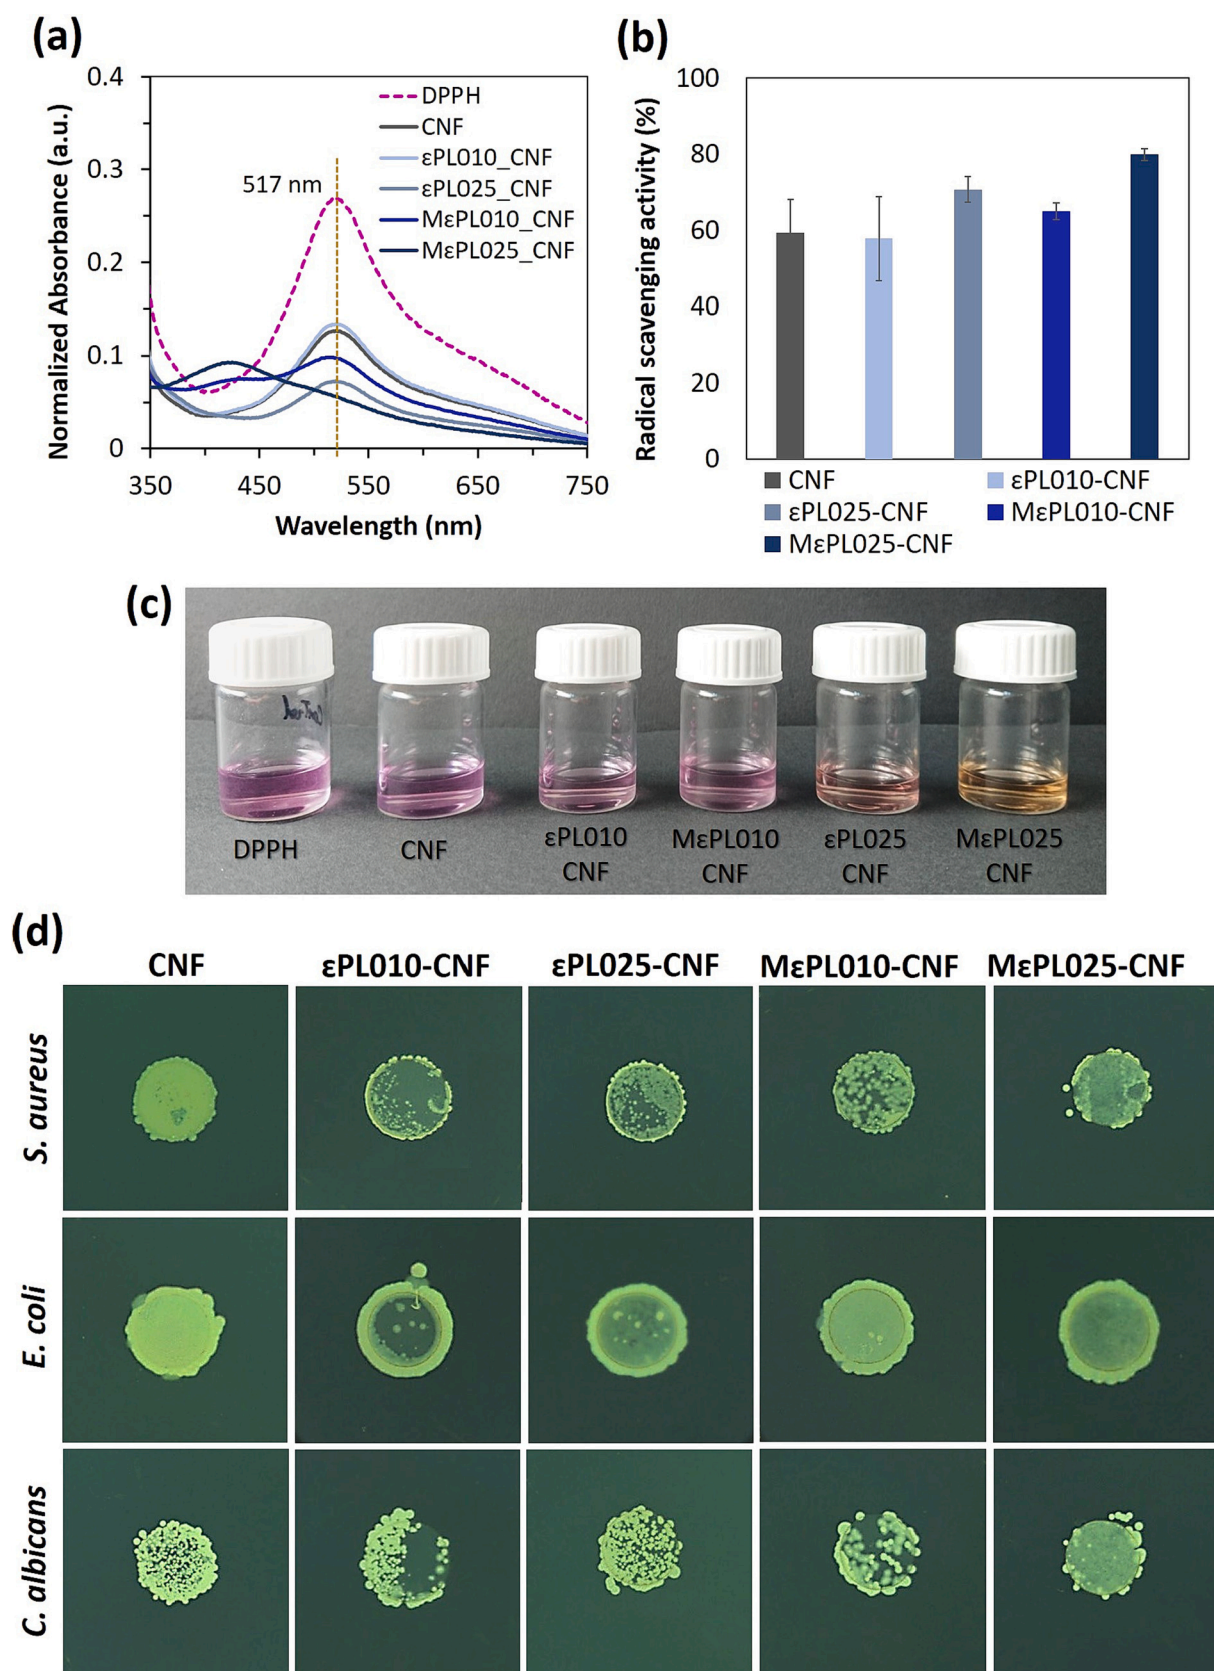 (a)
0.4
0.3
0.2
0.1
0
Normalized Absorbance (a.u.)
DPPH
CNF
εPL010_CNF
εPL025_CNF
MεPL010_CNF
MεPL025_CNF
517 nm
350 450 550 650 750
Wavelength (nm)
(b)
100
80
60
40
20
0
Radical scavenging activity (%)
CNF εPL010-CNF
εPL025-CNF MεPL010-CNF
MεPL025-CNF
(c)
Control
DPPH
CNF
εPL010
CNF
MεPL010
CNF
εPL025
CNF
MεPL025
CNF
(d)
CNF εPL010-CNF εPL025-CNF MεPL010-CNF MεPL025-CNF
S. aureus
E. coli
C. albicans